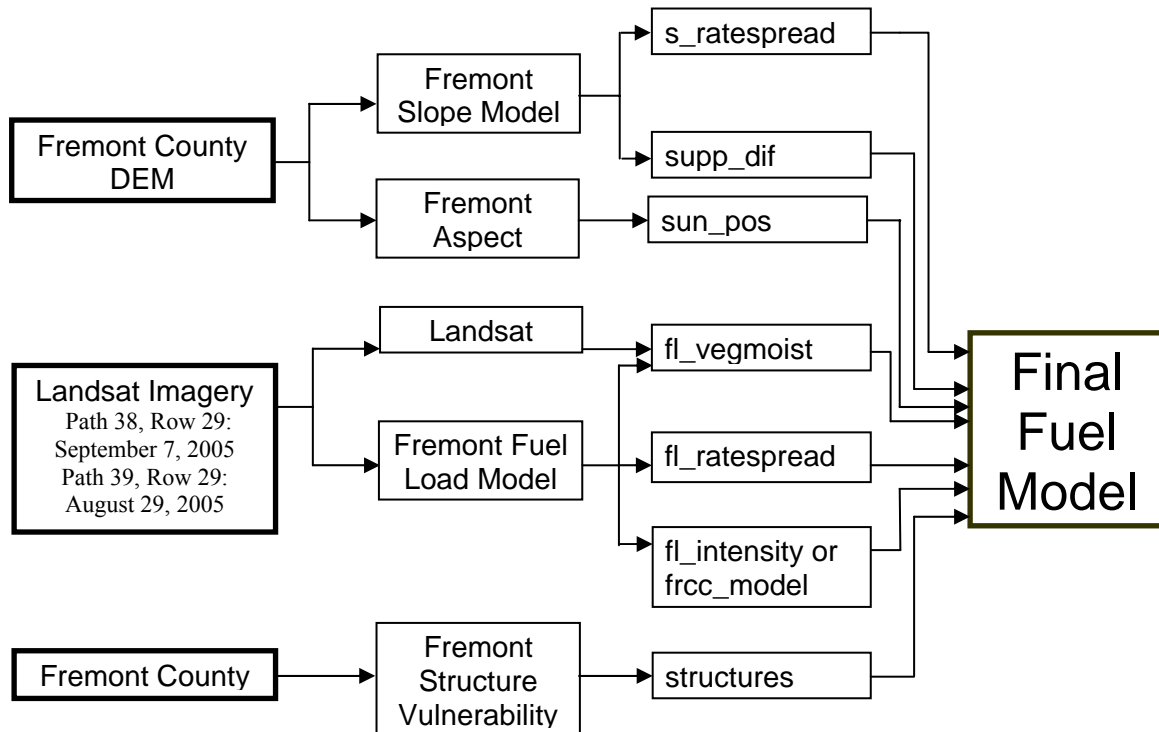 Fremont County
DEM
Fremont
Slope Model
Fremont
Aspect
s_ratespread
supp_dif
sun_pos
Landsat Imagery
Path 38, Row 29:
September 7, 2005
Path 39, Row 29:
August 29, 2005
Landsat
Fremont Fuel
Load Model
fl_vegmoist
fl_ratespread
fl_intensity or
frcc_model
Fremont County
Fremont
Structure
Vulnerability
structures
Final
Fuel
Model